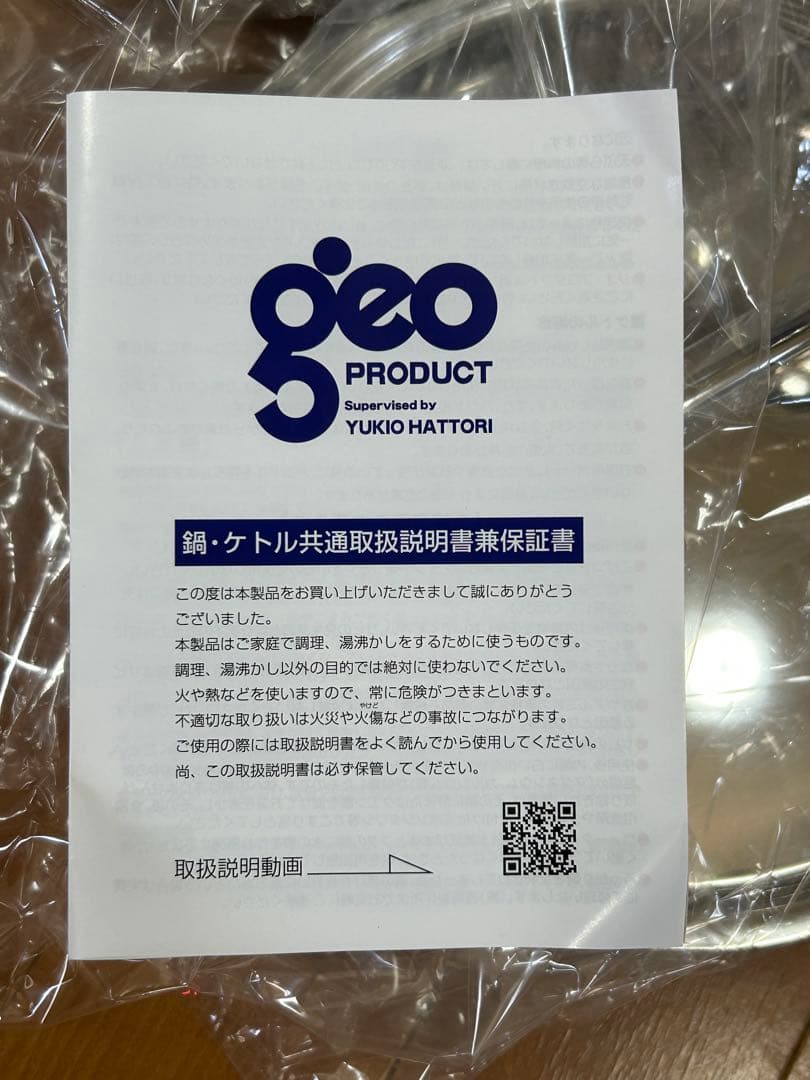 geo
PRODUCT
Supervised by
YUKIO HATTORI
鍋・ケトル共通取扱説明書兼保証書
この度は本製品をお買い上げいただきまして誠にありがとう
ございました。
本製品はご家庭で調理、湯沸かしをするために使うものです。
調理、湯沸かし以外の目的では絶対に使わないでください。
火や熱などを使いますので、常に危険がつきまといます。
やけど
不適切な取り扱いは火災や火傷などの事故につながります。
ご使用の際には取扱説明書をよく読んでから使用してください。
尚、この取扱説明書は必ず保管してください。
取扱説明動画